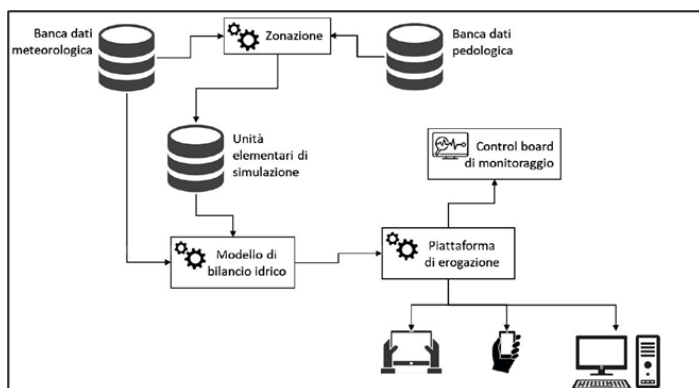 Banca dati
meteorologica
Zonazione
Banca dati
pedologica
Unità
elementari di
simulazione
Control board
di monitoraggio
Modello di
bilancio idrico
Piattaforma
di erogazione